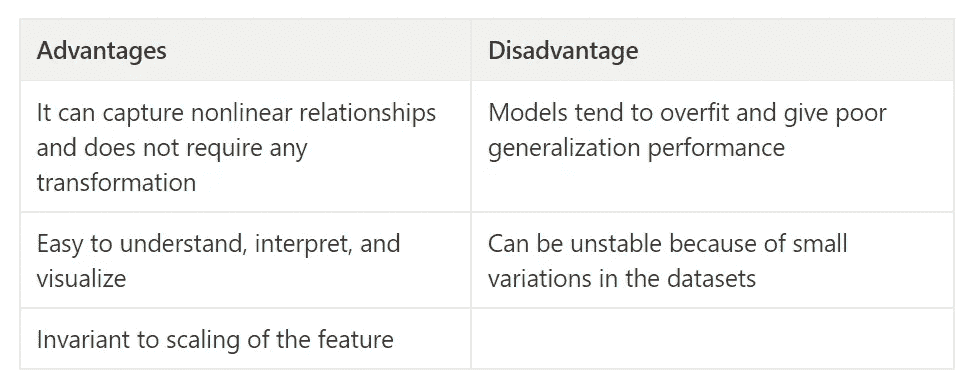 Advantages
Disadvantage
It can capture nonlinear relationships
and does not require any
transformation
Models tend to overfit and give poor
generalization performance
Easy to understand, interpret, and
visualize
Can be unstable because of small
variations in the datasets
Invariant to scaling of the feature